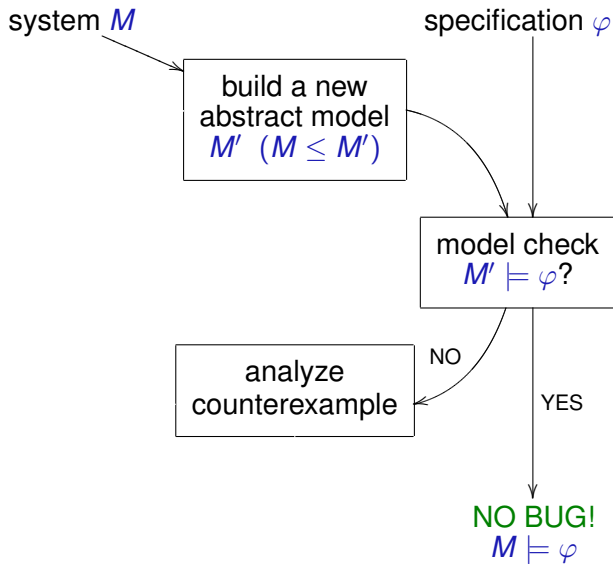 system M
specification φ
build a new
abstract model
M′ (M ≤ M′)
model check
M′ ⊨ φ?
NO
analyze
counterexample
YES
NO BUG!
M ⊨ φ